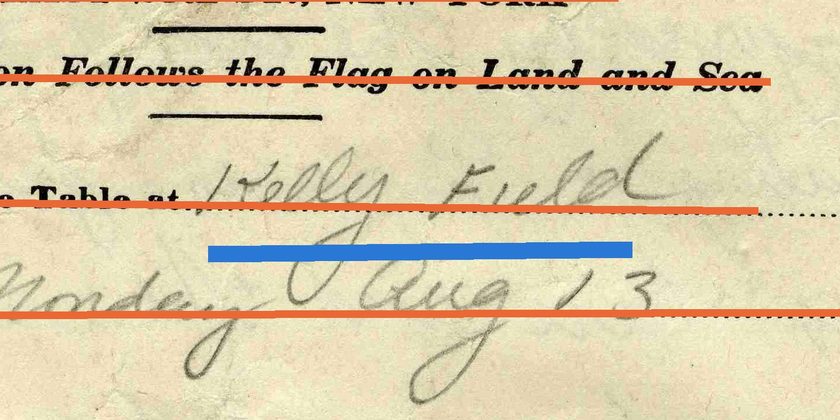 NEW YORK
on Follows the Flag on Land and Sea
Table at Kelly Field
Monday Aug 13